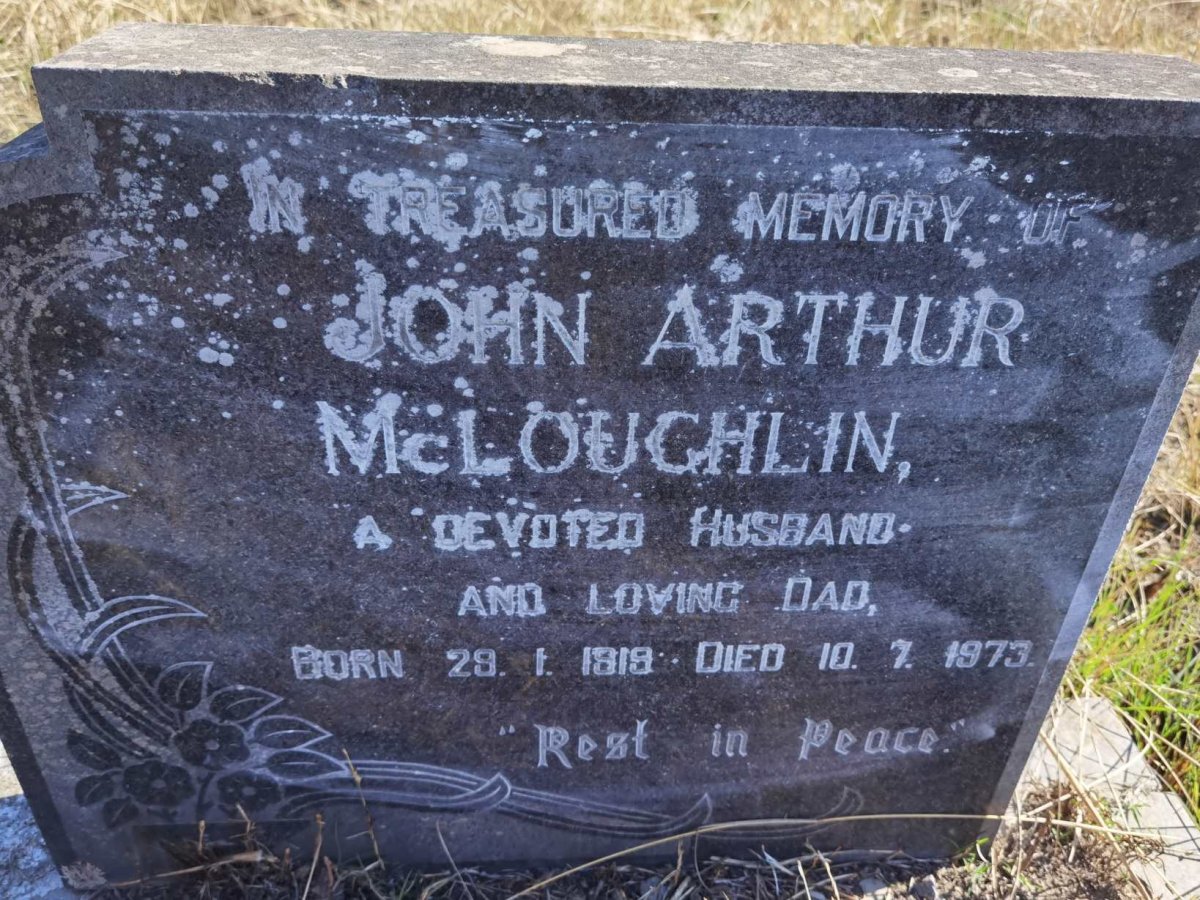 IN TREASURED MEMORY OF
JOHN ARTHUR
McLOUGHLIN,
A DEVOTED HUSBAND
AND LOVING DAD,
BORN 29. 1. 1919 · DIED 10. 7. 1973.
"Rest in Peace."